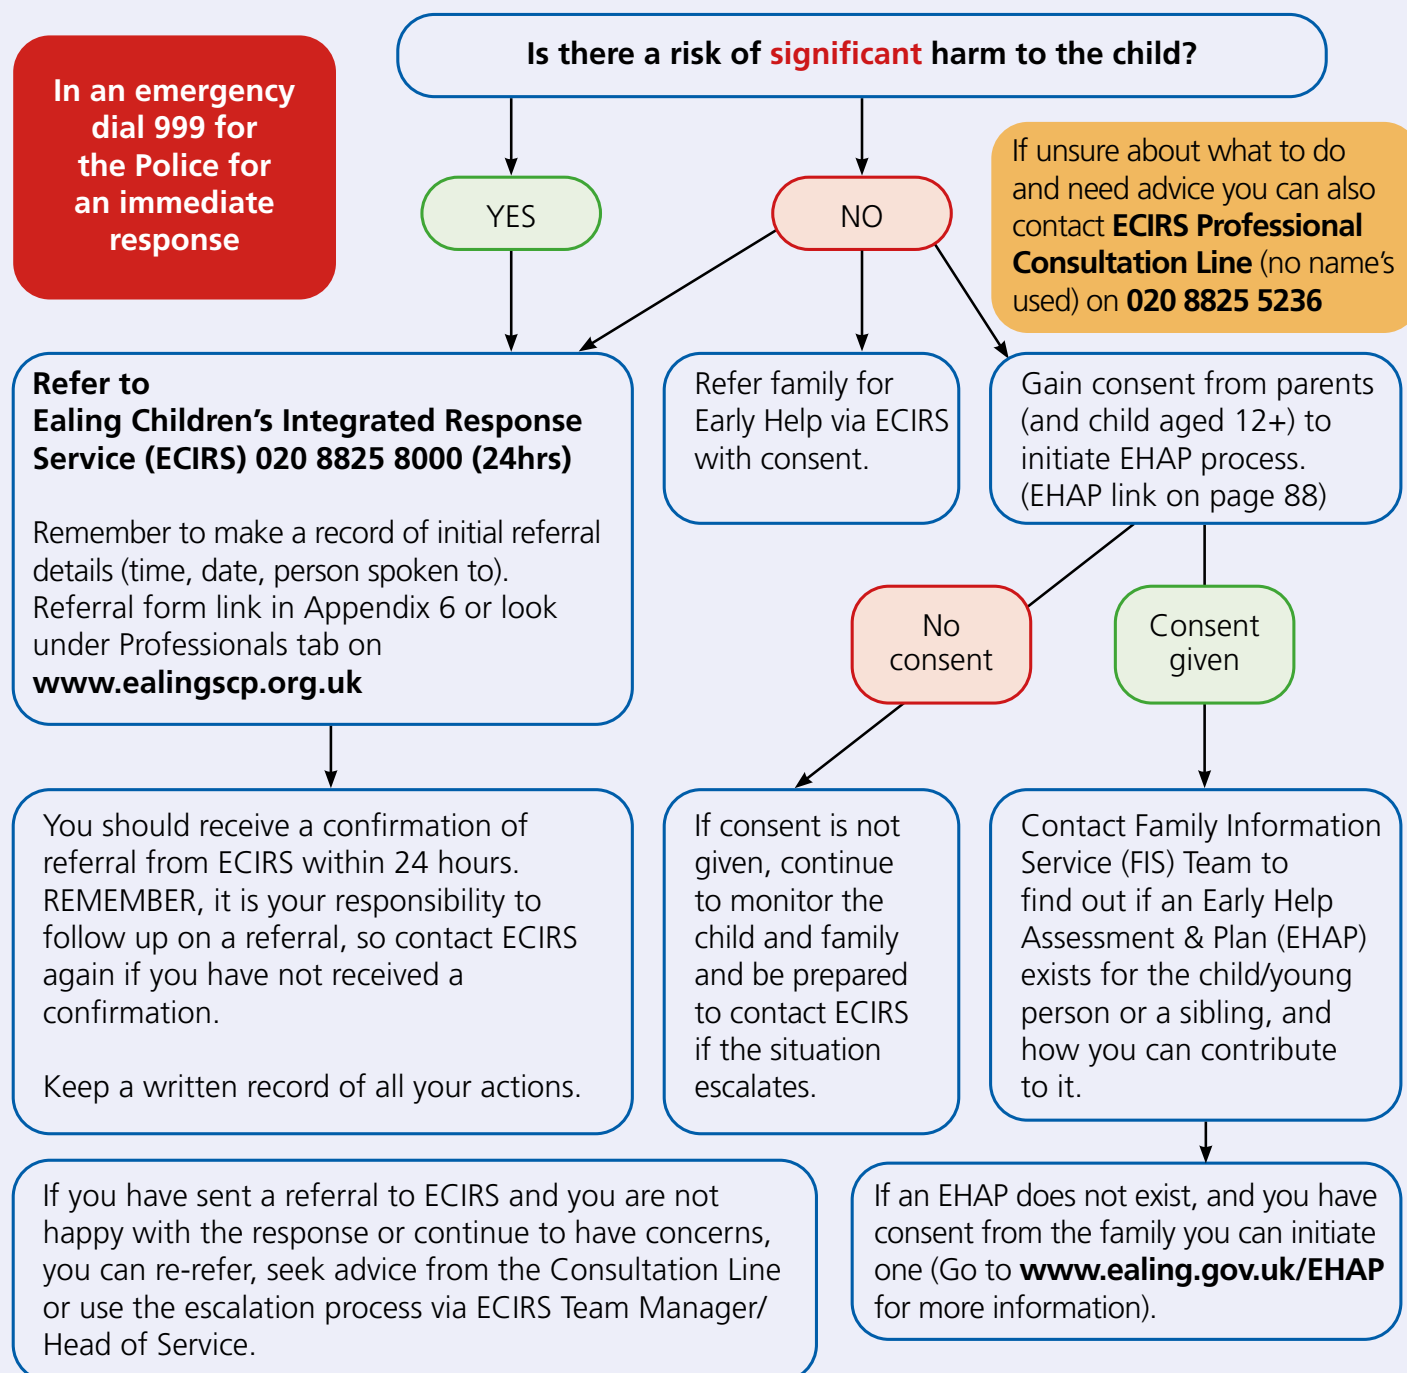 In an emergency
dial 999 for
the Police for
an immediate
response
Is there a risk of significant harm to the child?
YES
NO
If unsure about what to do
and need advice you can also
contact ECIRS Professional
Consultation Line (no name's
used) on 020 8825 5236
Refer to
Ealing Children's Integrated Response
Service (ECIRS) 020 8825 8000 (24hrs)
Remember to make a record of initial referral
details (time, date, person spoken to).
Referral form link in Appendix 6 or look
under Professionals tab on
www.ealingscp.org.uk
Refer family for
Early Help via ECIRS
with consent.
Gain consent from parents
(and child aged 12+) to
initiate EHAP process.
(EHAP link on page 88)
No
consent
Consent
given
You should receive a confirmation of
referral from ECIRS within 24 hours.
REMEMBER, it is your responsibility to
follow up on a referral, so contact ECIRS
again if you have not received a
confirmation.
Keep a written record of all your actions.
If consent is not
given, continue
to monitor the
child and family
and be prepared
to contact ECIRS
if the situation
escalates.
Contact Family Information
Service (FIS) Team to
find out if an Early Help
Assessment & Plan (EHAP)
exists for the child/young
person or a sibling, and
how you can contribute
to it.
If you have sent a referral to ECIRS and you are not
happy with the response or continue to have concerns,
you can re-refer, seek advice from the Consultation Line
or use the escalation process via ECIRS Team Manager/
Head of Service.
If an EHAP does not exist, and you have
consent from the family you can initiate
one (Go to www.ealing.gov.uk/EHAP
for more information).